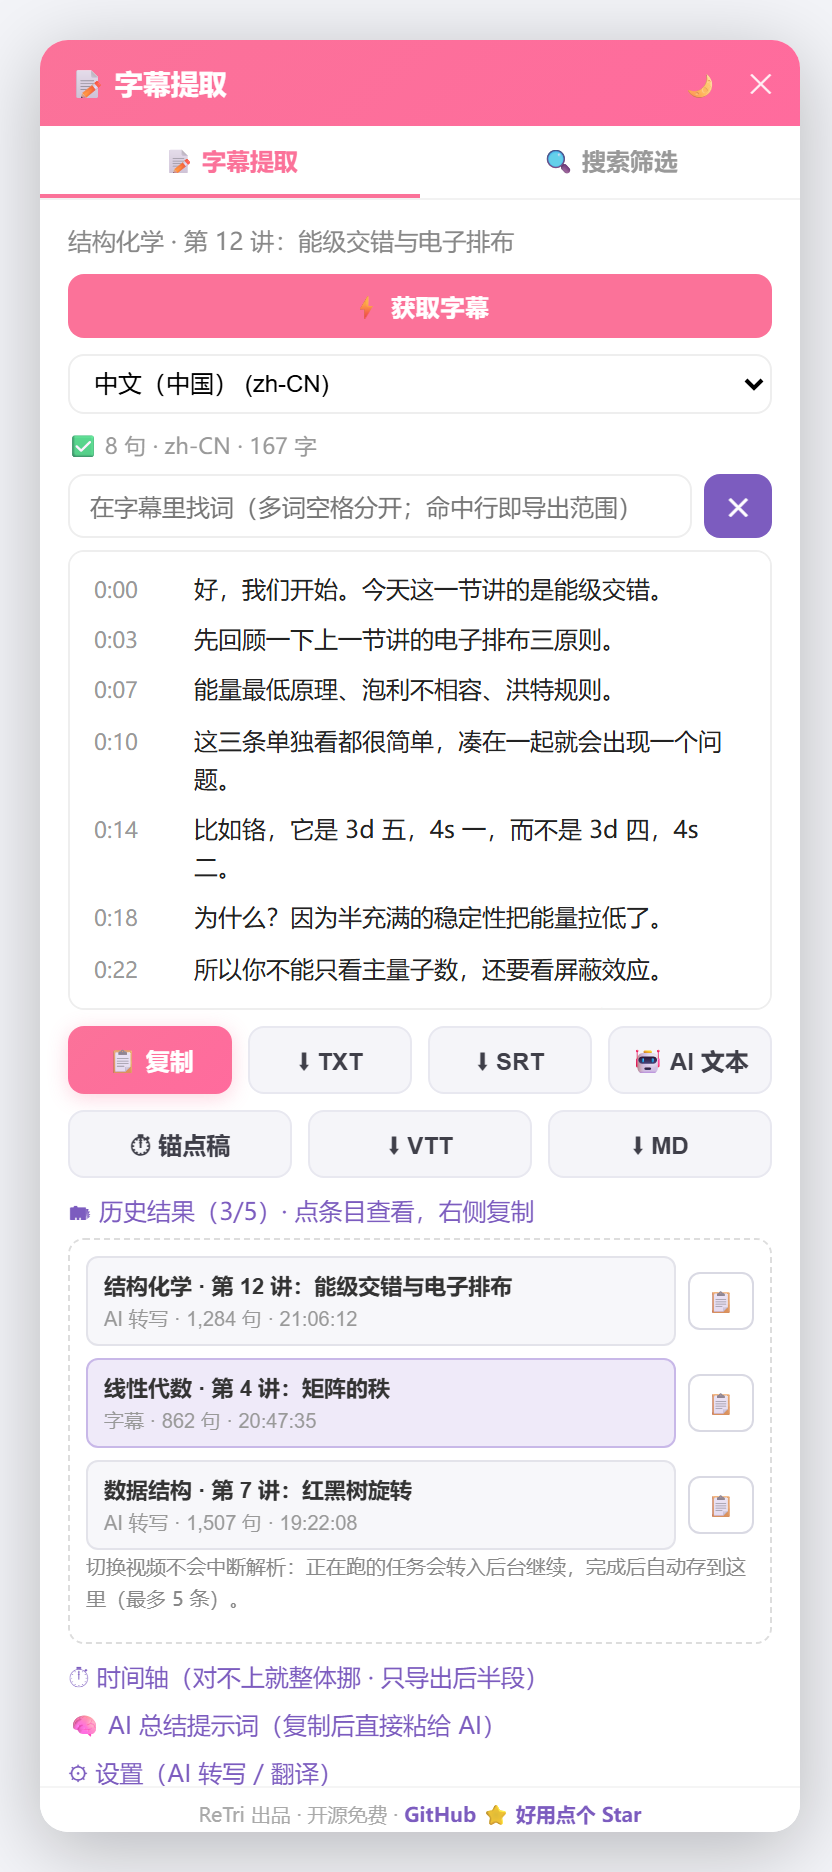 字幕提取
字幕提取
搜索筛选
结构化学 · 第 12 讲：能级交错与电子排布
获取字幕
中文（中国） (zh-CN)
8 句 · zh-CN · 167 字
在字幕里找词（多词空格分开；命中行即导出范围）
0:00 好，我们开始。今天这一节讲的是能级交错。
0:03 先回顾一下上一节讲的电子排布三原则。
0:07 能量最低原理、泡利不相容、洪特规则。
0:10 这三条单独看都很简单，凑在一起就会出现一个问
题。
0:14 比如铬，它是 3d 五，4s 一，而不是 3d 四，4s
二。
0:18 为什么？因为半充满的稳定性把能量拉低了。
0:22 所以你不能只看主量子数，还要看屏蔽效应。
复制
⬇ TXT
⬇ SRT
AI 文本
⏱ 锚点稿
⬇ VTT
⬇ MD
历史结果（3/5）· 点条目查看，右侧复制
结构化学 · 第 12 讲：能级交错与电子排布
AI 转写 · 1,284 句 · 21:06:12
线性代数 · 第 4 讲：矩阵的秩
字幕 · 862 句 · 20:47:35
数据结构 · 第 7 讲：红黑树旋转
AI 转写 · 1,507 句 · 19:22:08
切换视频不会中断解析：正在跑的任务会转入后台继续，完成后自动存到这
里（最多 5 条）。
⏱ 时间轴（对不上就整体挪 · 只导出后半段）
AI 总结提示词（复制后直接粘给 AI）
⚙ 设置（AI 转写 / 翻译）
ReTri 出品 · 开源免费 · GitHub ⭐ 好用点个 Star